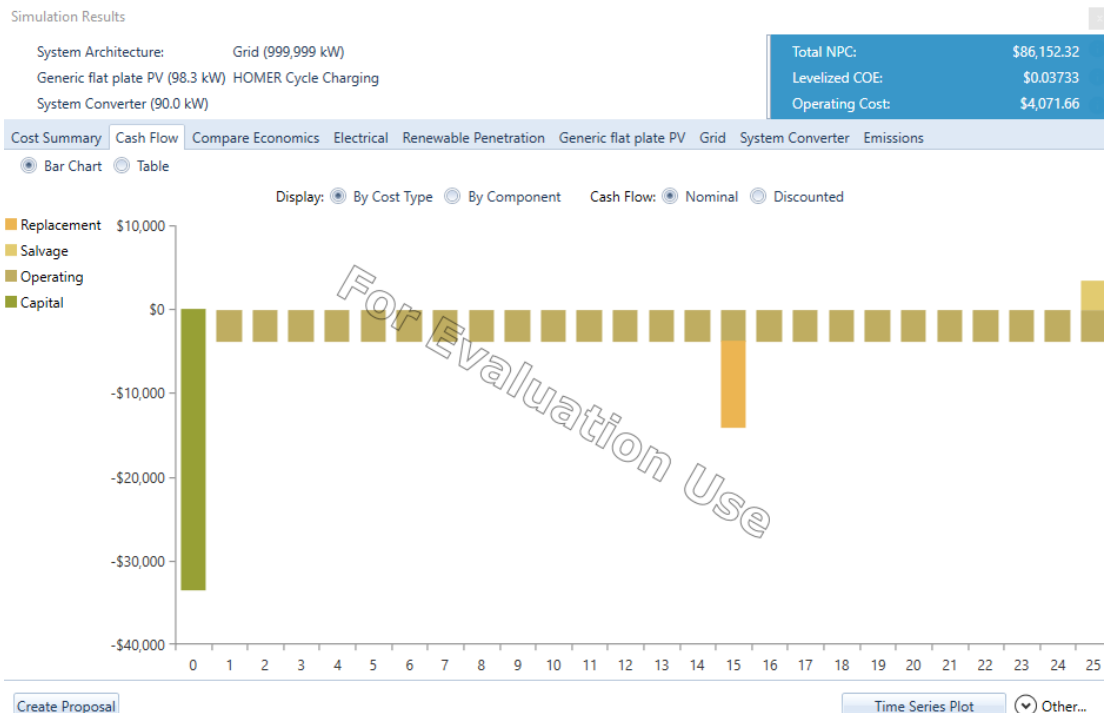 Simulation Results
System Architecture: Grid (999,999 kW)
Generic flat plate PV (98.3 kW) HOMER Cycle Charging
System Converter (90.0 kW)
Total NPC: $86,152.32
Levelized COE: $0.03733
Operating Cost: $4,071.66
Cost Summary Cash Flow Compare Economics Electrical Renewable Penetration Generic flat plate PV Grid System Converter Emissions
Bar Chart Table
Display: By Cost Type By Component Cash Flow: Nominal Discounted
Replacement
Salvage
Operating
Capital
$10,000
$0
-$10,000
-$20,000
-$30,000
-$40,000
For Evaluation Use
0 1 2 3 4 5 6 7 8 9 10 11 12 13 14 15 16 17 18 19 20 21 22 23 24 25
Create Proposal Time Series Plot Other...